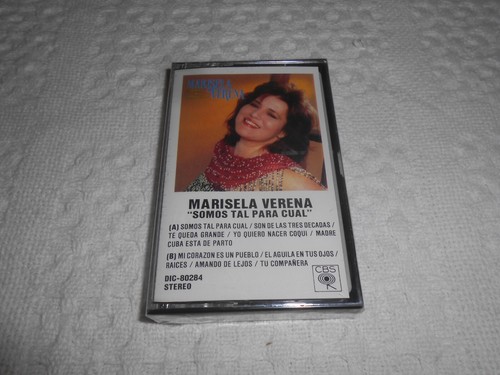 MARISELA
VERENA
MARISELA VERENA
"SOMOS TAL PARA CUAL"
(A) SOMOS TAL PARA CUAL / SON DE LAS TRES DECADAS /
TE QUEDA GRANDE / YO QUIERO NACER COQUI / MADRE
CUBA ESTA DE PARTO
(B) MI CORAZON ES UN PUEBLO / EL AGUILA EN TUS OJOS /
RAICES / AMANDO DE LEJOS / TU COMPAÑERA
DIC-80284
STEREO
CBS